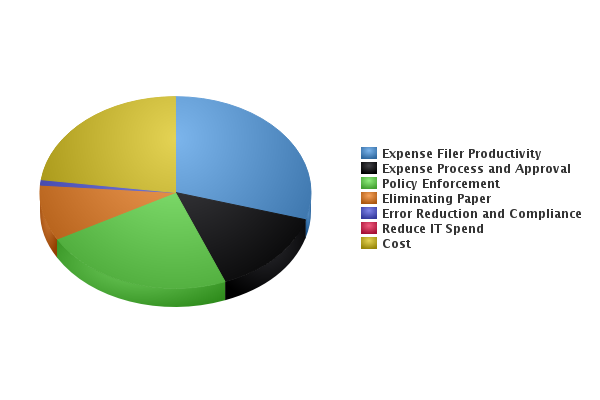 Expense Filer Productivity
Expense Process and Approval
Policy Enforcement
Eliminating Paper
Error Reduction and Compliance
Reduce IT Spend
Cost